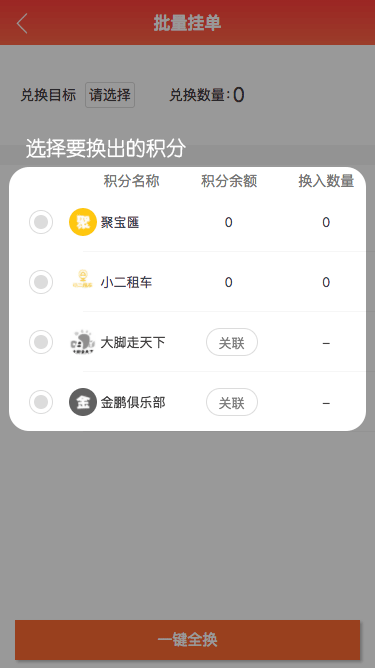 批量挂单
兑换目标 请选择 兑换数量:0
选择要换出的积分
积分名称 积分余额 换入数量
聚 聚宝匯 0 0
小二租车 0 0
大脚走天下 关联 –
金 金鹏俱乐部 关联 –
一键全换